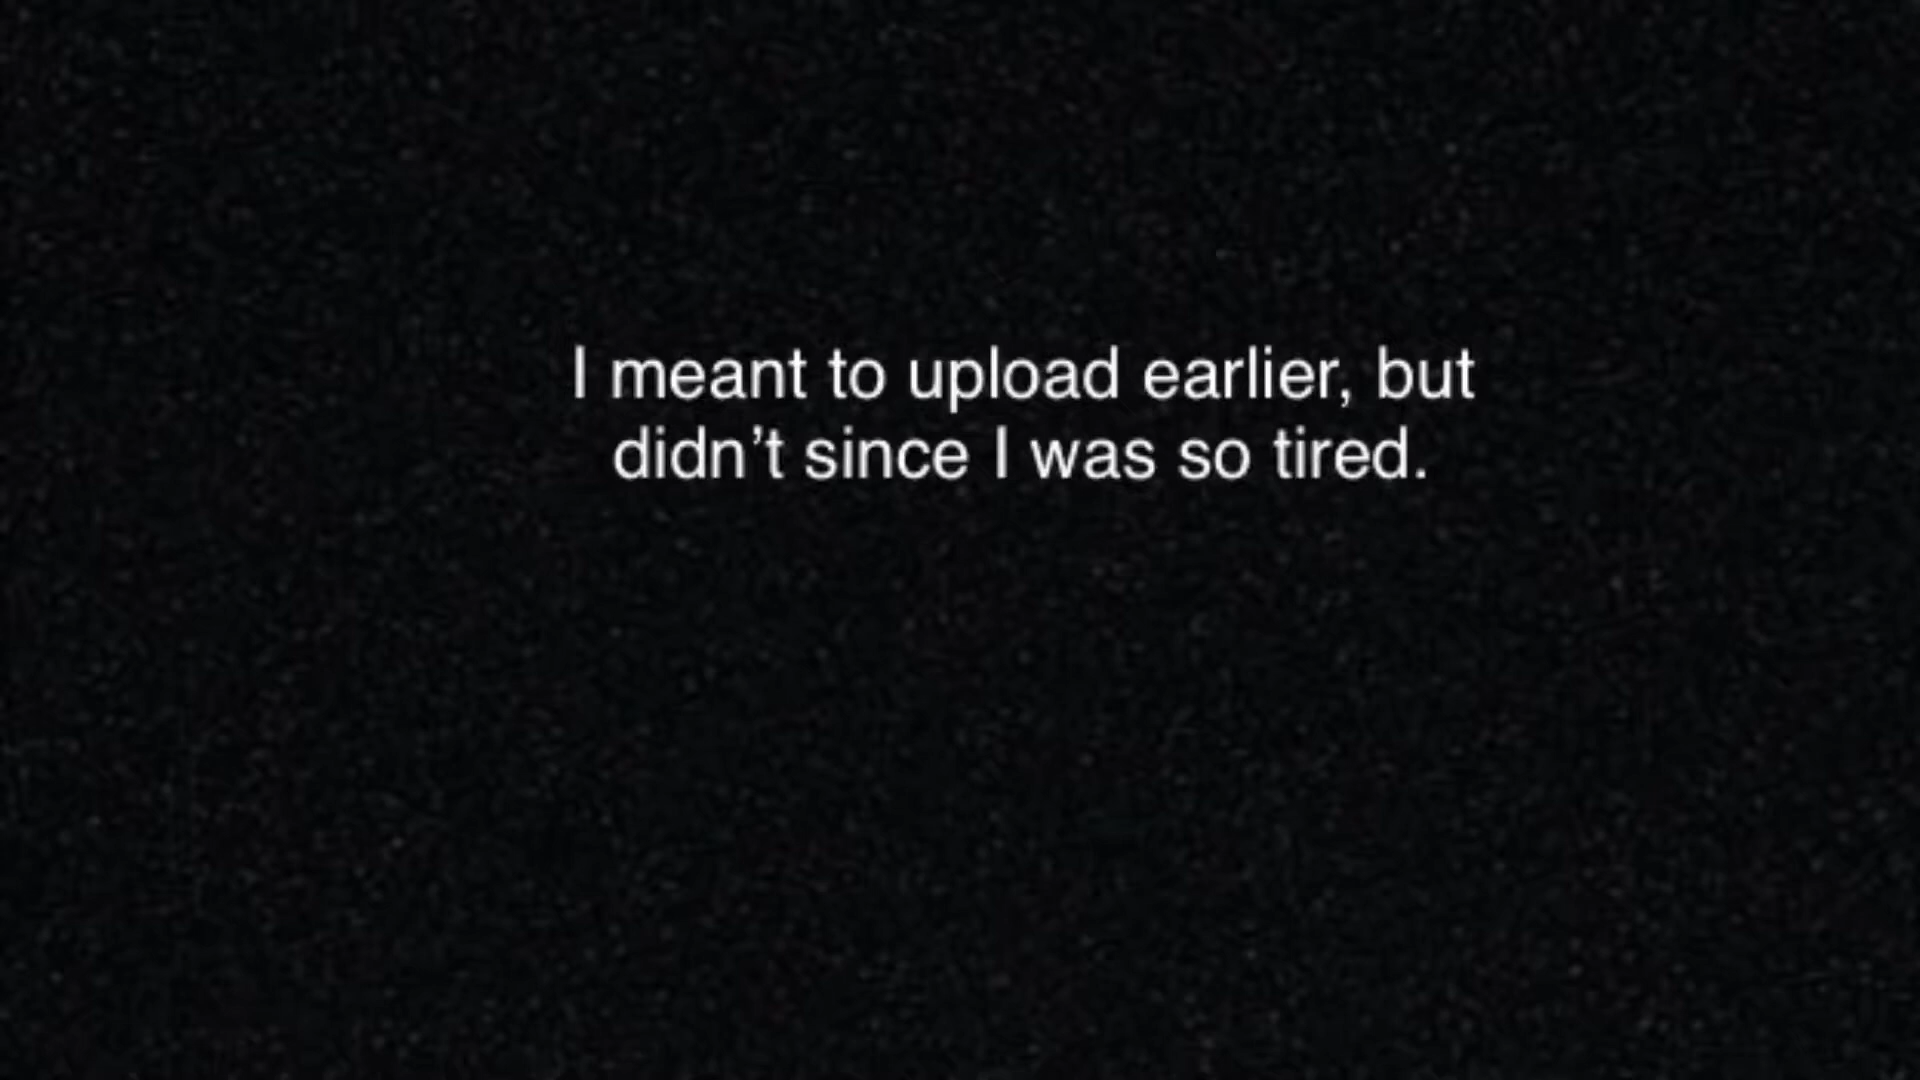 I meant to upload earlier, but
didn’t since I was so tired.